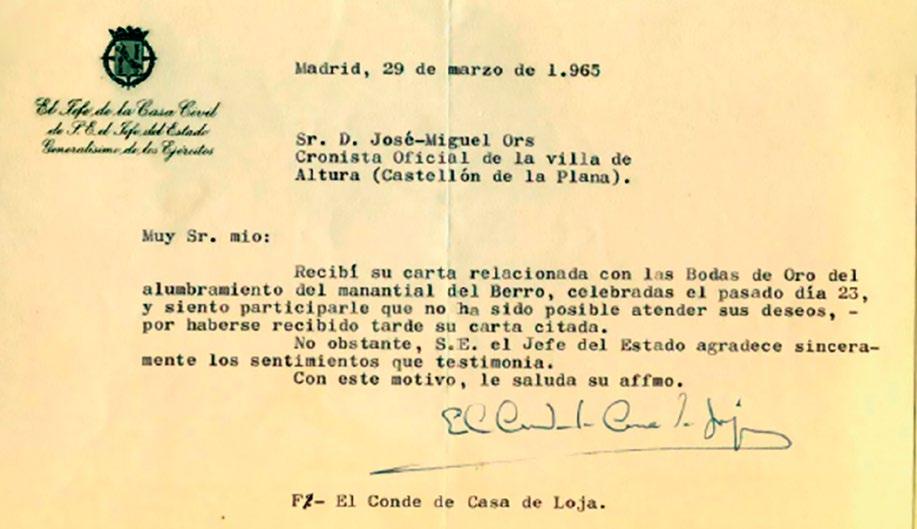 Madrid, 29 de marzo de 1.965
El Jefe de la Casa Civil
de S.E. el Jefe del Estado
Generalísimo de los Ejércitos
Sr. D. José-Miguel Ors
Cronista Oficial de la villa de
Altura (Castellón de la Plana).
Muy Sr. mio:
Recibí su carta relacionada con las Bodas de Oro del
alumbramiento del manantial del Berro, celebradas el pasado día 23,
y siento participarle que no ha sido posible atender sus deseos, -
por haberse recibido tarde su carta citada.
No obstante, S.E. el Jefe del Estado agradece sincera-
mente los sentimientos que testimonia.
Con este motivo, le saluda su affmo.
El Conde de Casa de Loja
El Conde de Casa de Loja.